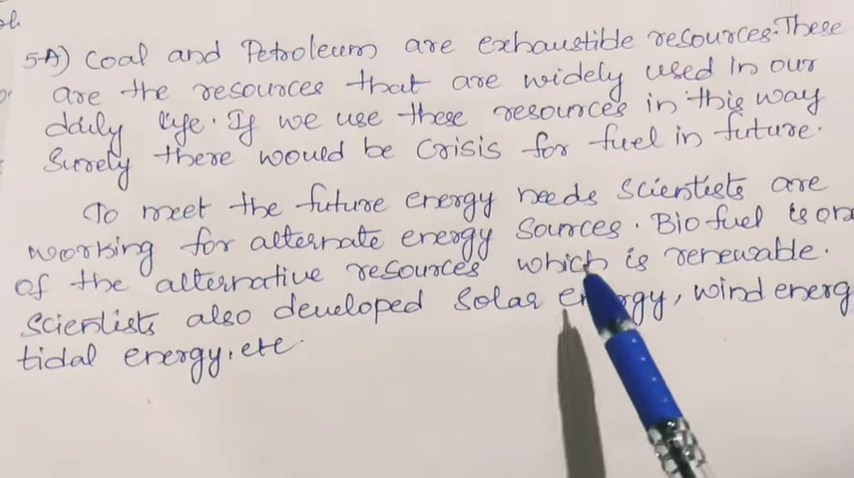 5A) Coal and Petroleum are exhaustible resources. These
are the resources that are widely used in our
daily life. If we use these resources in this way
Surely there would be crisis for fuel in future.
To meet the future energy needs scientists are
working for alternate energy sources. Bio fuel is on
of the alternative resources which is renewable.
scientists also developed solar energy, wind energ
tidal energy, etc.